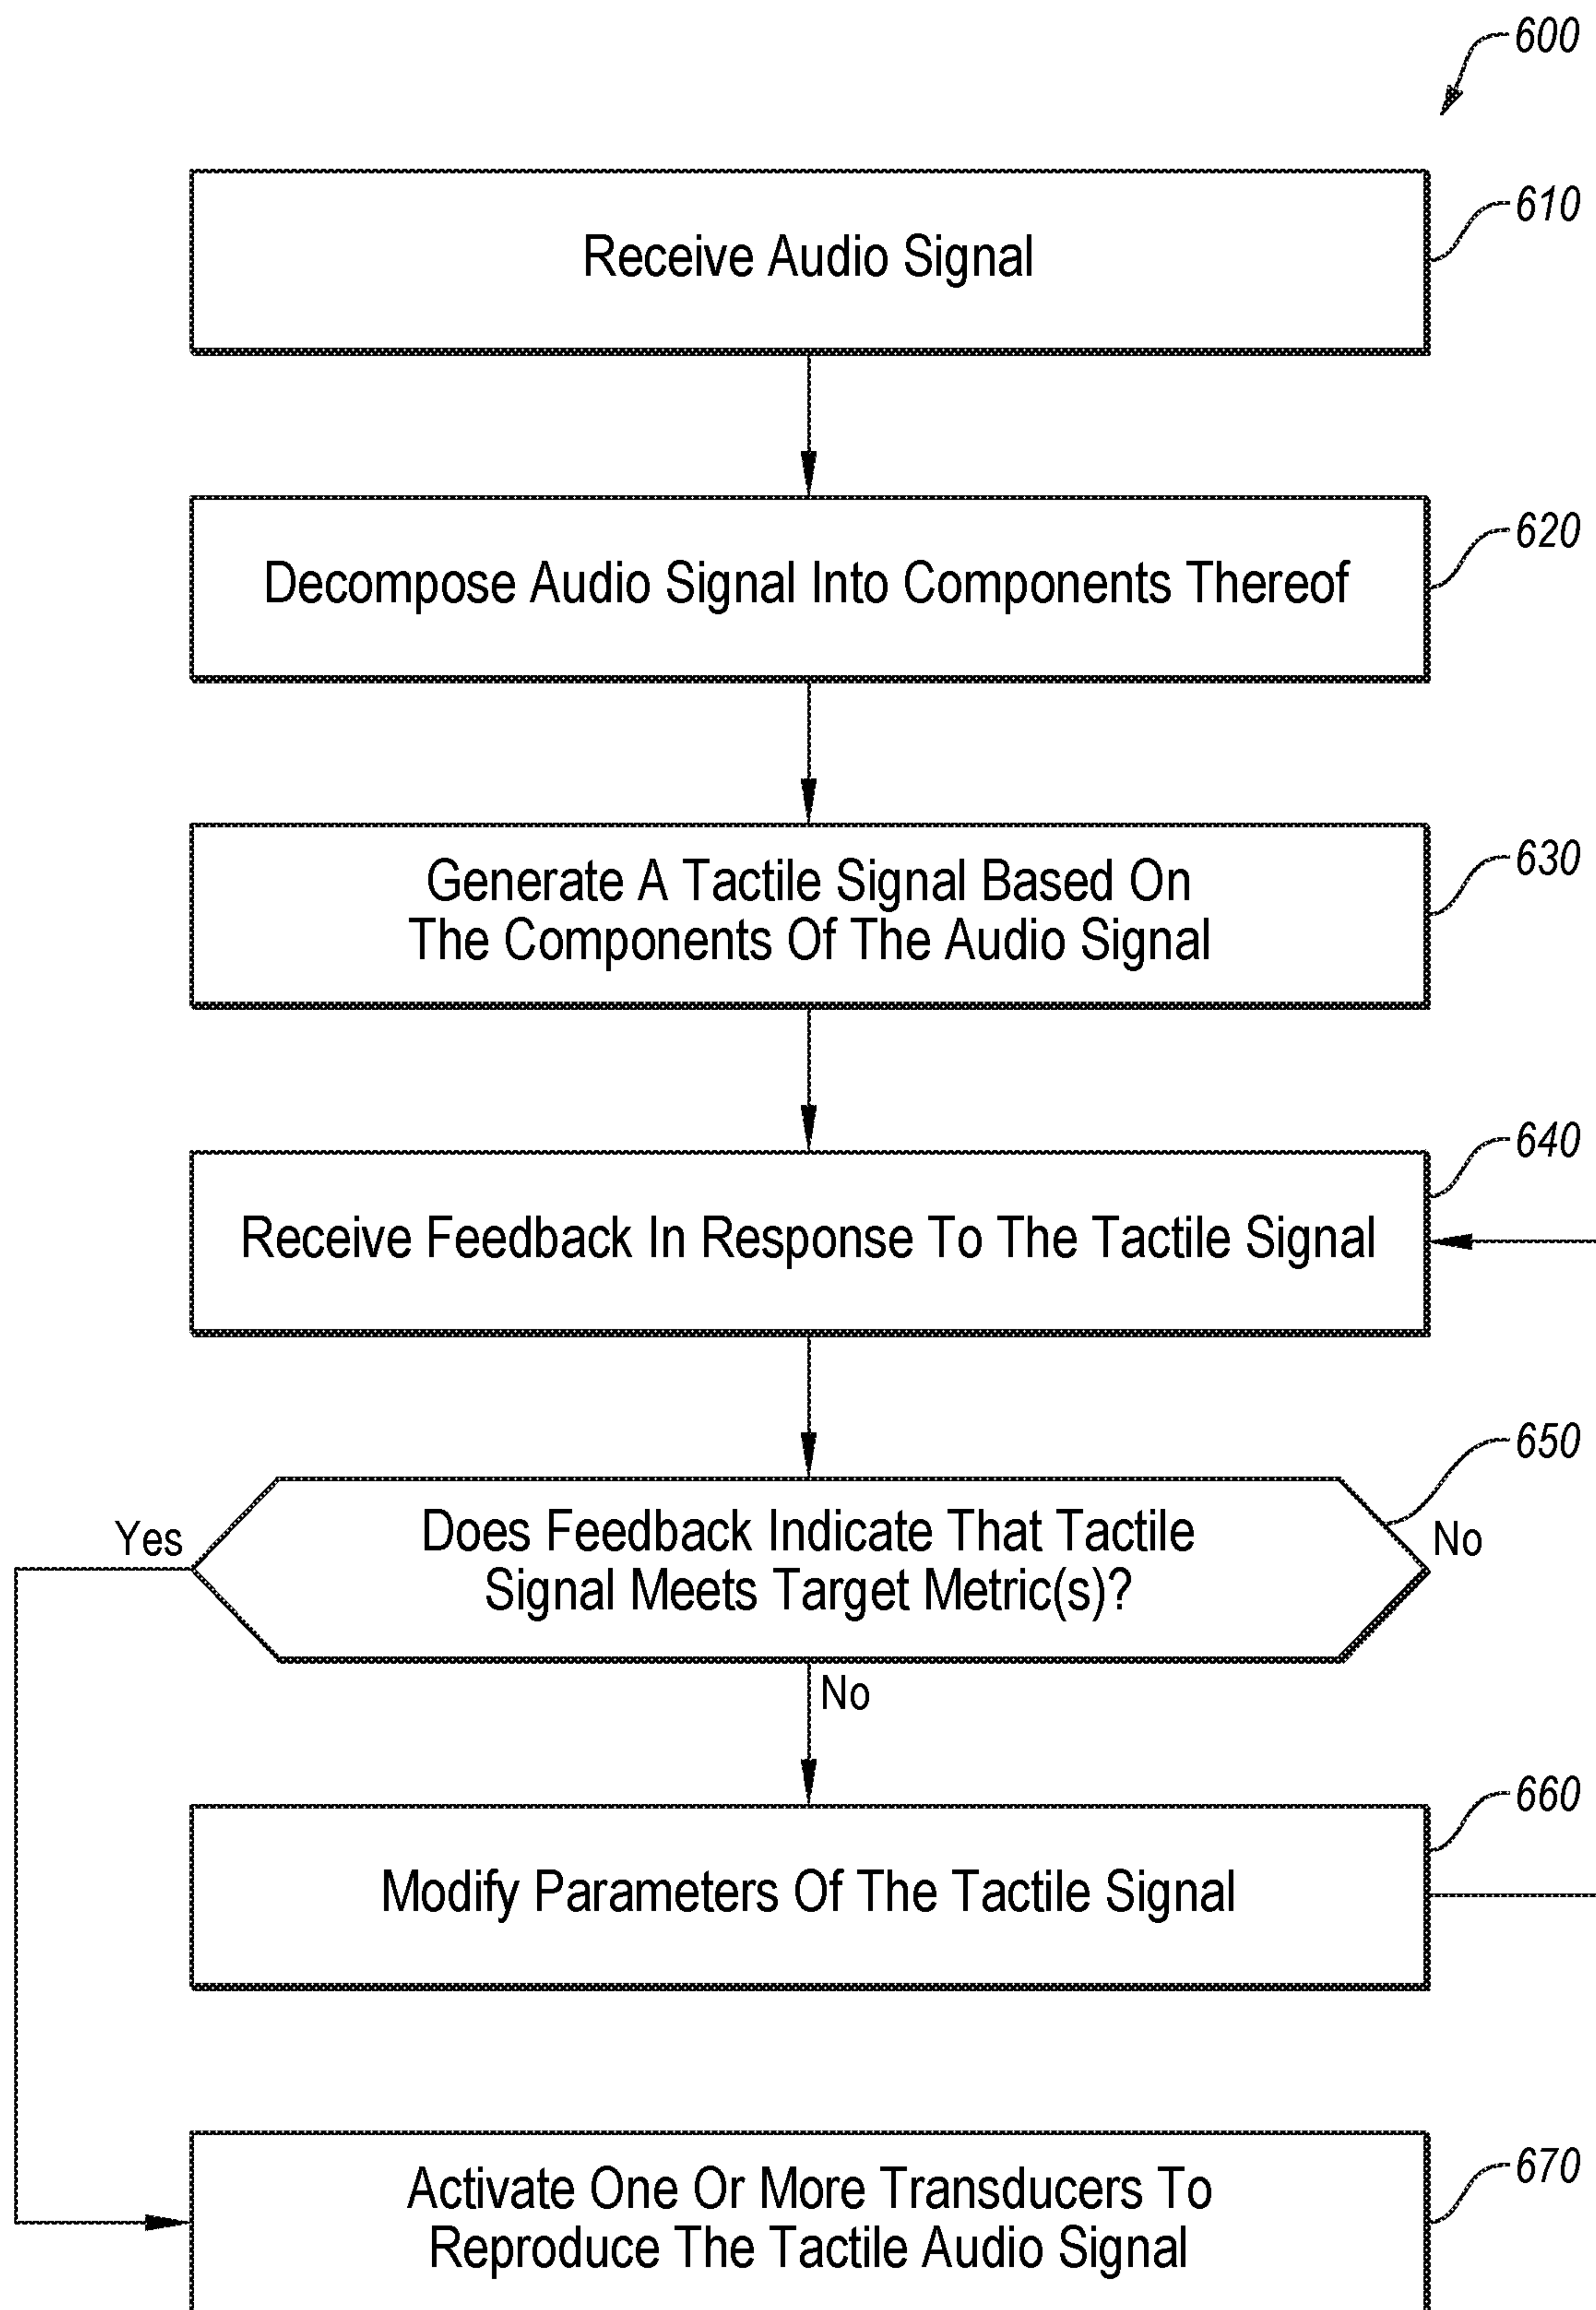 600
Receive Audio Signal
610
Decompose Audio Signal Into Components Thereof
620
Generate A Tactile Signal Based On
The Components Of The Audio Signal
630
Receive Feedback In Response To The Tactile Signal
640
Yes
Does Feedback Indicate That Tactile
Signal Meets Target Metric(s)?
650
No
No
Modify Parameters Of The Tactile Signal
660
Activate One Or More Transducers To
Reproduce The Tactile Audio Signal
670